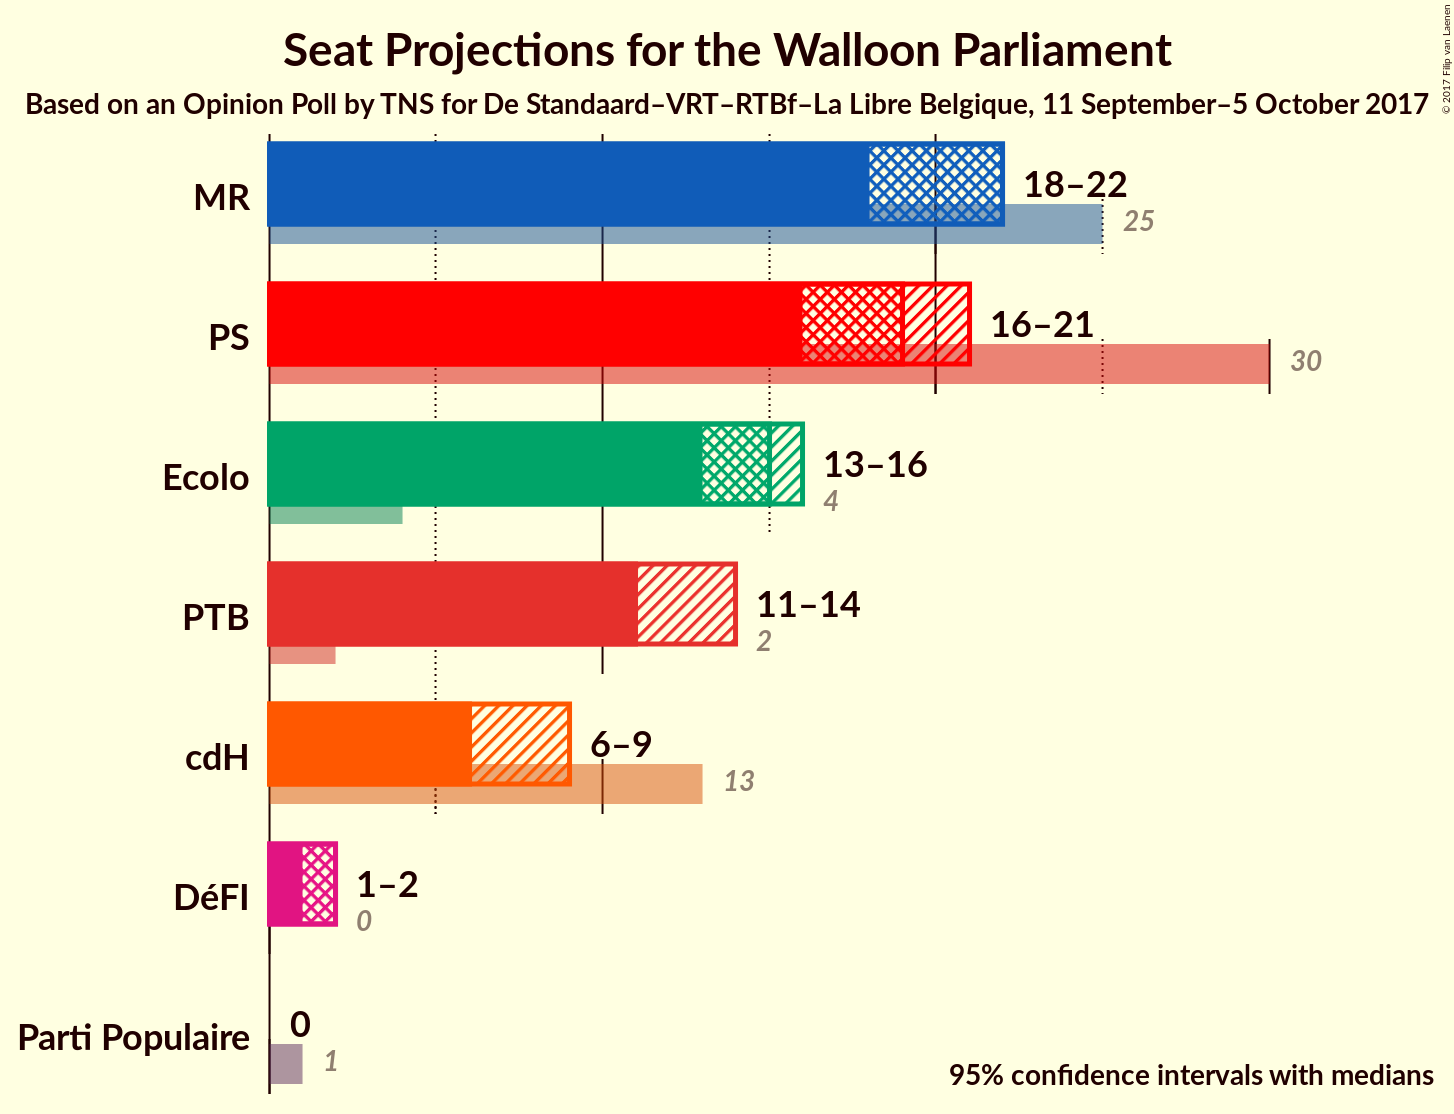 Seat Projections for the Walloon Parliament
Based on an Opinion Poll by TNS for De Standaard–VRT–RTBf–La Libre Belgique, 11 September–5 October 2017
© 2017 Filip van Laenen
MR
18–22
25
PS
16–21
30
Ecolo
13–16
4
PTB
11–14
2
cdH
6–9
13
DéFI
1–2
0
Parti Populaire
0
1
95% confidence intervals with medians